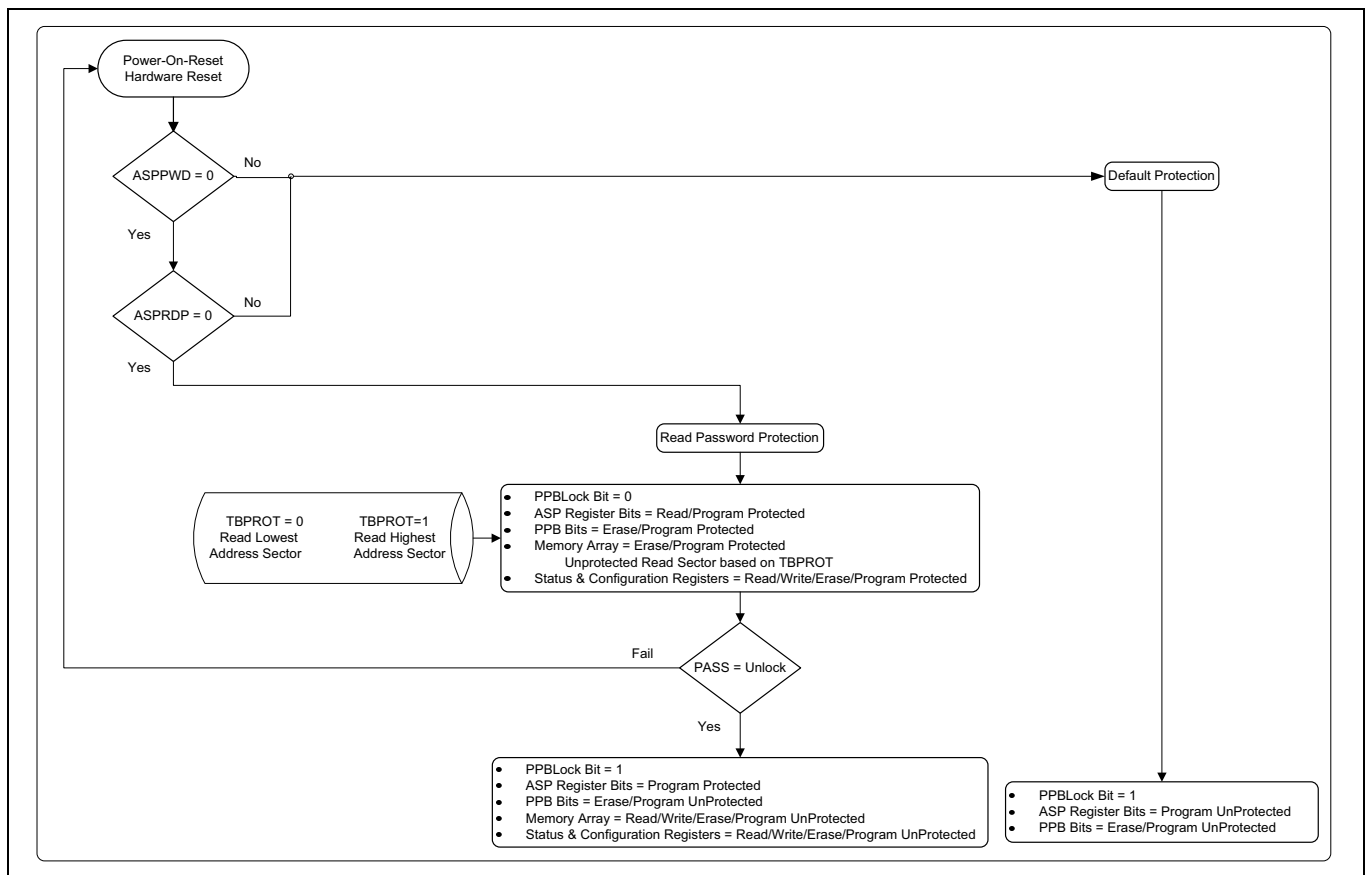 Power-On-Reset
Hardware Reset
No
ASPPWD = 0
Default Protection
Yes
No
ASPRDP = 0
Yes
Read Password Protection
TBPROT = 0
Read Lowest
Address Sector
TBPROT=1
Read Highest
Address Sector
• PPBLock Bit = 0
• ASP Register Bits = Read/Program Protected
• PPB Bits = Erase/Program Protected
• Memory Array = Erase/Program Protected
Unprotected Read Sector based on TBPROT
• Status & Configuration Registers = Read/Write/Erase/Program Protected
Fail
PASS = Unlock
Yes
• PPBLock Bit = 1
• ASP Register Bits = Program Protected
• PPB Bits = Erase/Program UnProtected
• Memory Array = Read/Write/Erase/Program UnProtected
• Status & Configuration Registers = Read/Write/Erase/Program UnProtected
• PPBLock Bit = 1
• ASP Register Bits = Program UnProtected
• PPB Bits = Erase/Program UnProtected